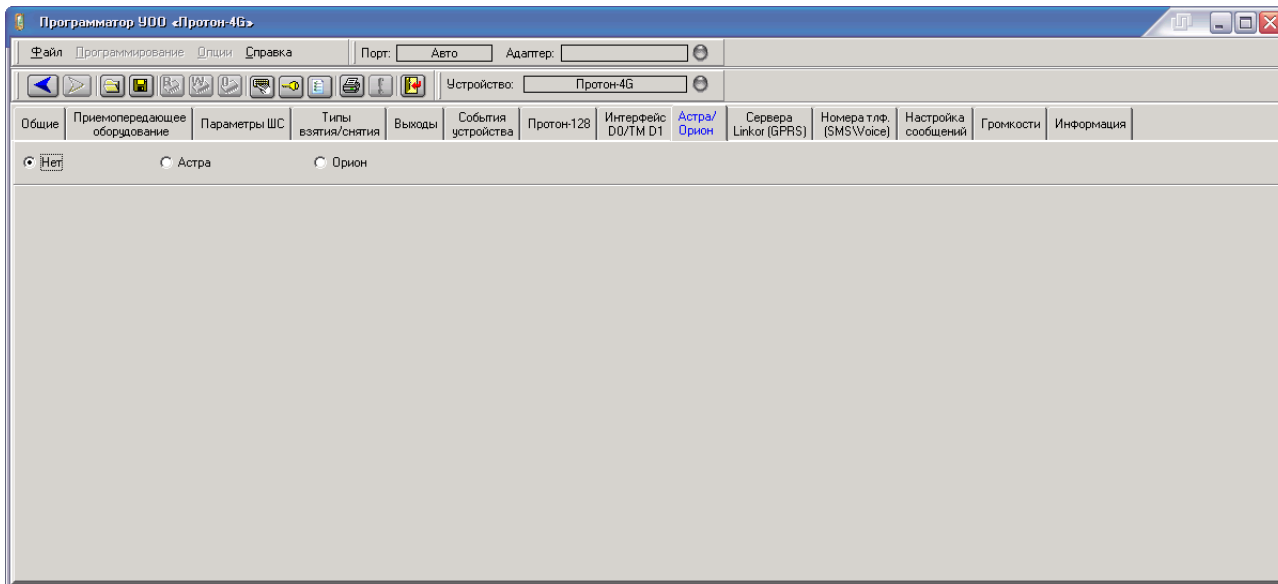 Программатор УОО «Протон-4G»
Файл Программирование Опции Справка Порт: Авто Адаптер:
Устройство: Протон-4G
Общие
Приемопередающее
оборудование
Параметры ШС
Типы
взятия/снятия
Выходы
События
устройства
Протон-128
Интерфейс
D0/TM D1
Астра/
Орион
Сервера
Linkor (GPRS)
Номера тлф.
(SMS\Voice)
Настройка
сообщений
Громкости
Информация
Нет Астра Орион